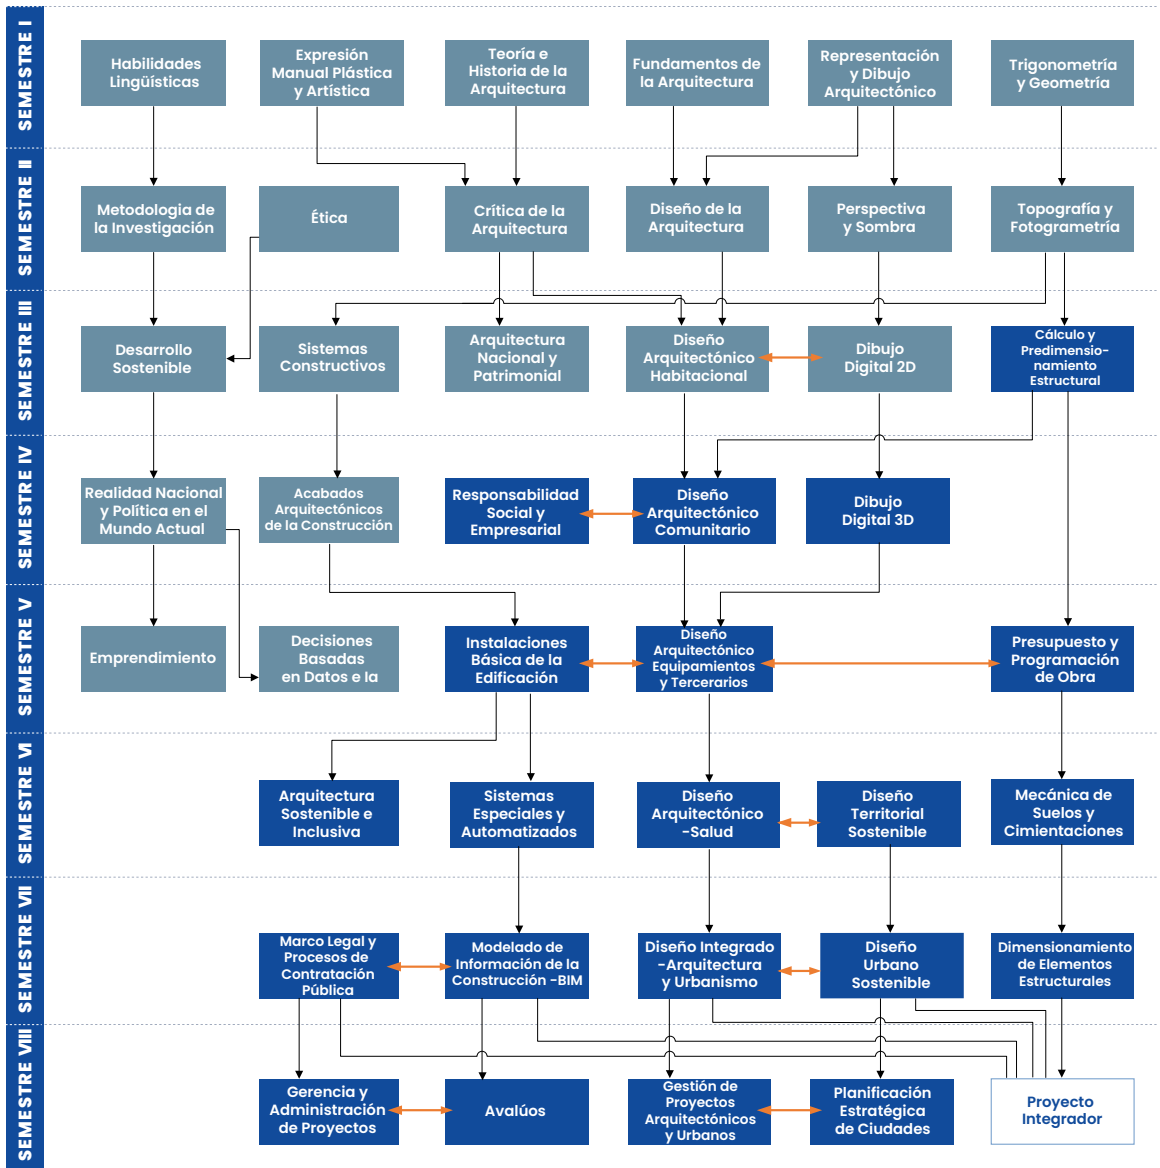 SEMESTRE I
Habilidades
Lingüísticas
Expresión
Manual Plástica
y Artística
Teoría e
Historia de la
Arquitectura
Fundamentos de
la Arquitectura
Representación
y Dibujo
Arquitectónico
Trigonometría
y Geometría
SEMESTRE II
Metodologia de
la Investigación
Ética
Crítica de la
Arquitectura
Diseño de la
Arquitectura
Perspectiva
y Sombra
Topografía y
Fotogrametría
SEMESTRE III
Desarrollo
Sostenible
Sistemas
Constructivos
Arquitectura
Nacional y
Patrimonial
Diseño
Arquitectónico
Habitacional
Dibujo
Digital 2D
Cálculo y
Predimensio-
namiento
Estructural
SEMESTRE IV
Realidad Nacional
y Política en el
Mundo Actual
Acabados
Arquitectónicos
de la Construcción
Responsabilidad
Social y
Empresarial
Diseño
Arquitectónico
Comunitario
Dibujo
Digital 3D
SEMESTRE V
Emprendimiento
Decisiones
Basadas
en Datos e Ia
Instalaciones
Básica de la
Edificación
Diseño
Arquitectónico
Equipamientos
y Tercerarios
Presupuesto y
Programación
de Obra
SEMESTRE VI
Arquitectura
Sostenible e
Inclusiva
Sistemas
Especiales y
Automatizados
Diseño
Arquitectónico
-Salud
Diseño
Territorial
Sostenible
Mecánica de
Suelos y
Cimientaciones
SEMESTRE VII
Marco Legal y
Procesos de
Contratación
Pública
Modelado de
Información de la
Construcción -BIM
Diseño Integrado
-Arquitectura
y Urbanismo
Diseño
Urbano
Sostenible
Dimensionamiento
de Elementos
Estructurales
SEMESTRE VIII
Gerencia y
Administración
de Proyectos
Avalúos
Gestión de
Proyectos
Arquitectónicos
y Urbanos
Planificación
Estratégica
de Ciudades
Proyecto
Integrador